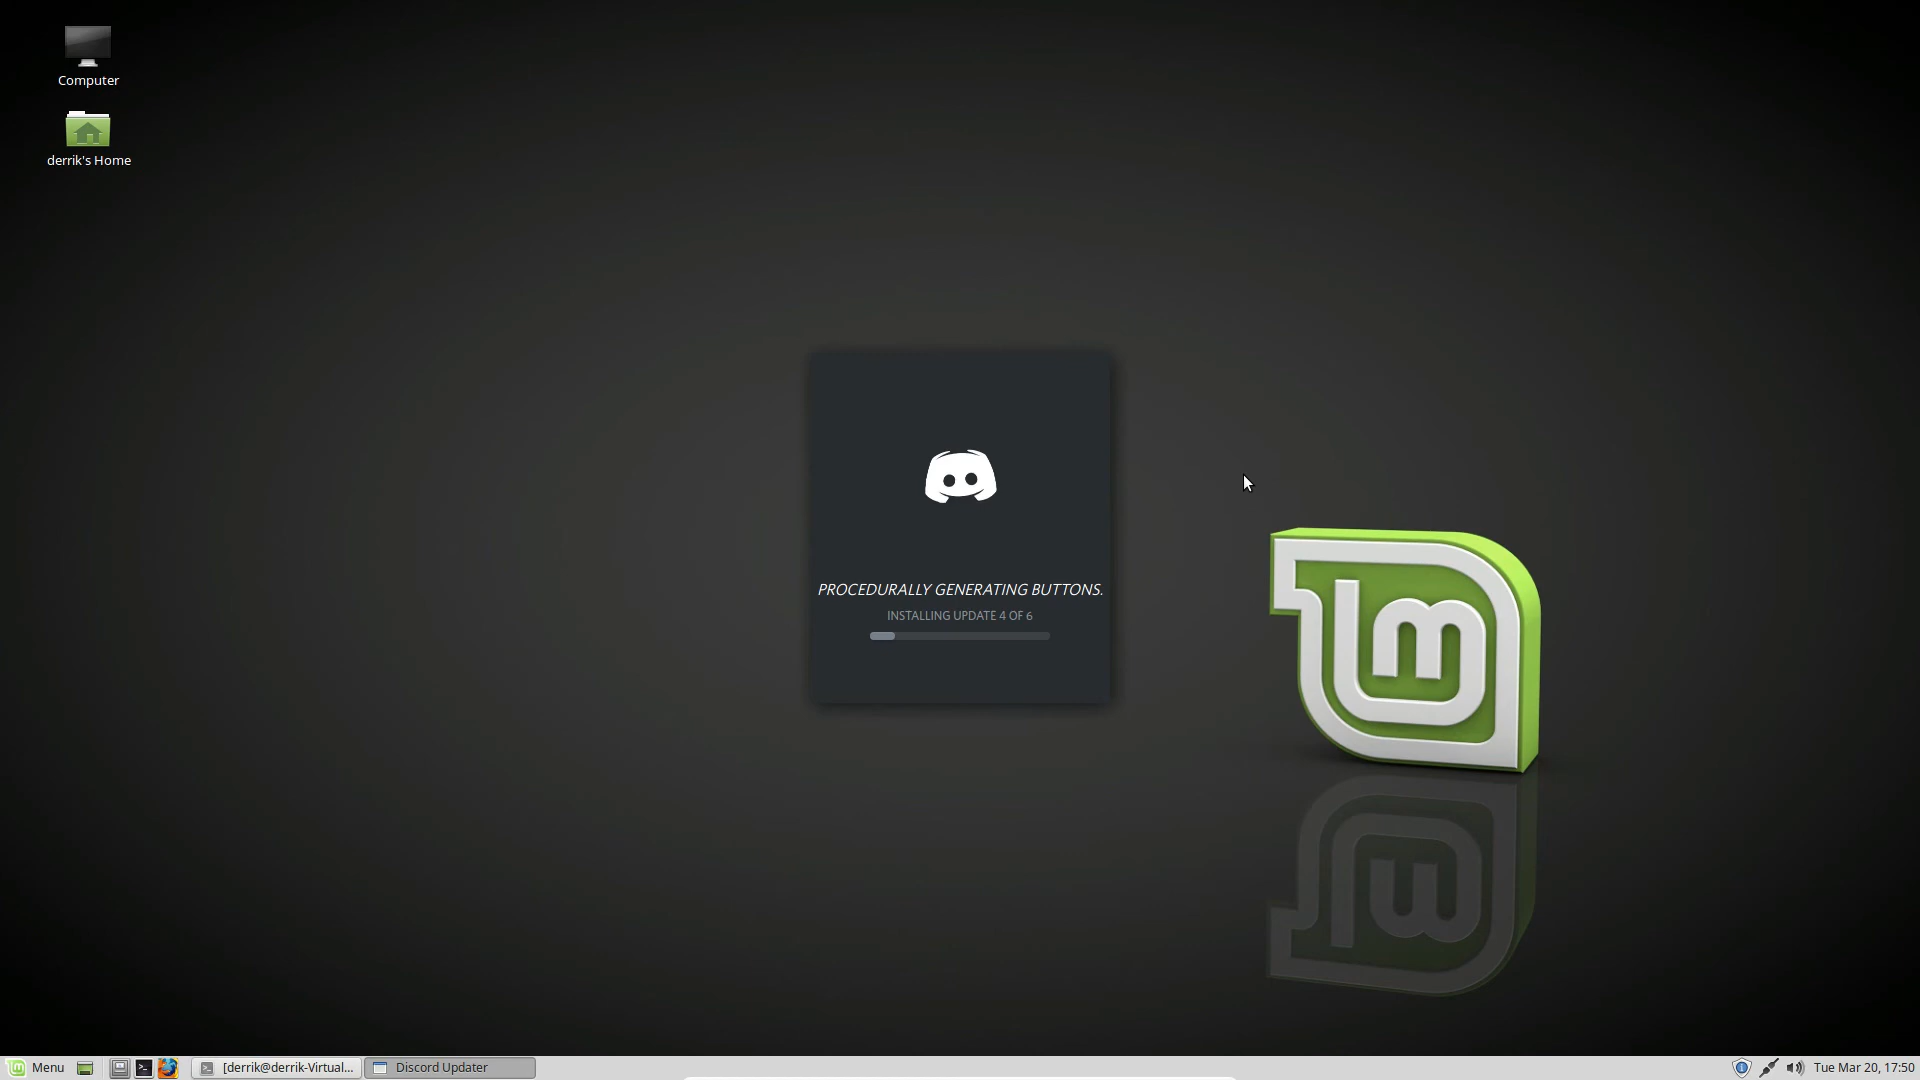 Computer
derrik's Home
PROCEDURALLY GENERATING BUTTONS.
INSTALLING UPDATE 4 OF 6
Menu
[derrik@derrik-Virtual...
Discord Updater
Tue Mar 20, 17:50